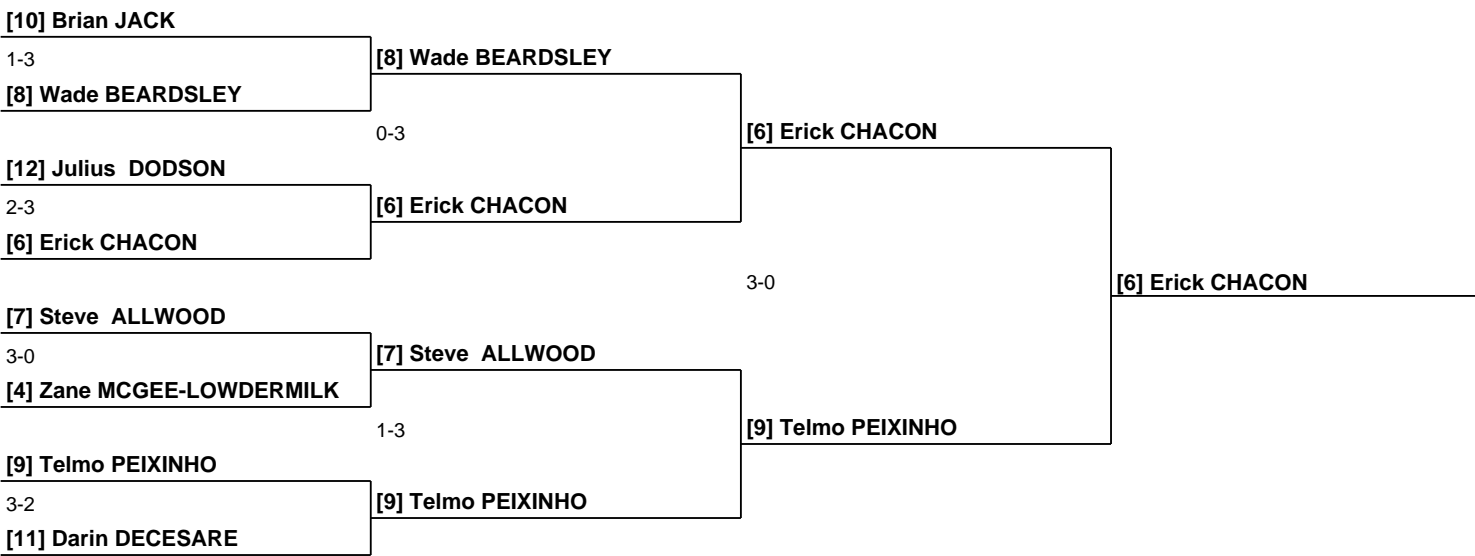 [10] Brian JACK
1-3
[8] Wade BEARDSLEY
[8] Wade BEARDSLEY
0-3
[6] Erick CHACON
[12] Julius  DODSON
2-3
[6] Erick CHACON
[6] Erick CHACON
3-0
[6] Erick CHACON
[7] Steve  ALLWOOD
3-0
[7] Steve  ALLWOOD
[4] Zane MCGEE-LOWDERMILK
1-3
[9] Telmo PEIXINHO
[9] Telmo PEIXINHO
3-2
[9] Telmo PEIXINHO
[11] Darin DECESARE